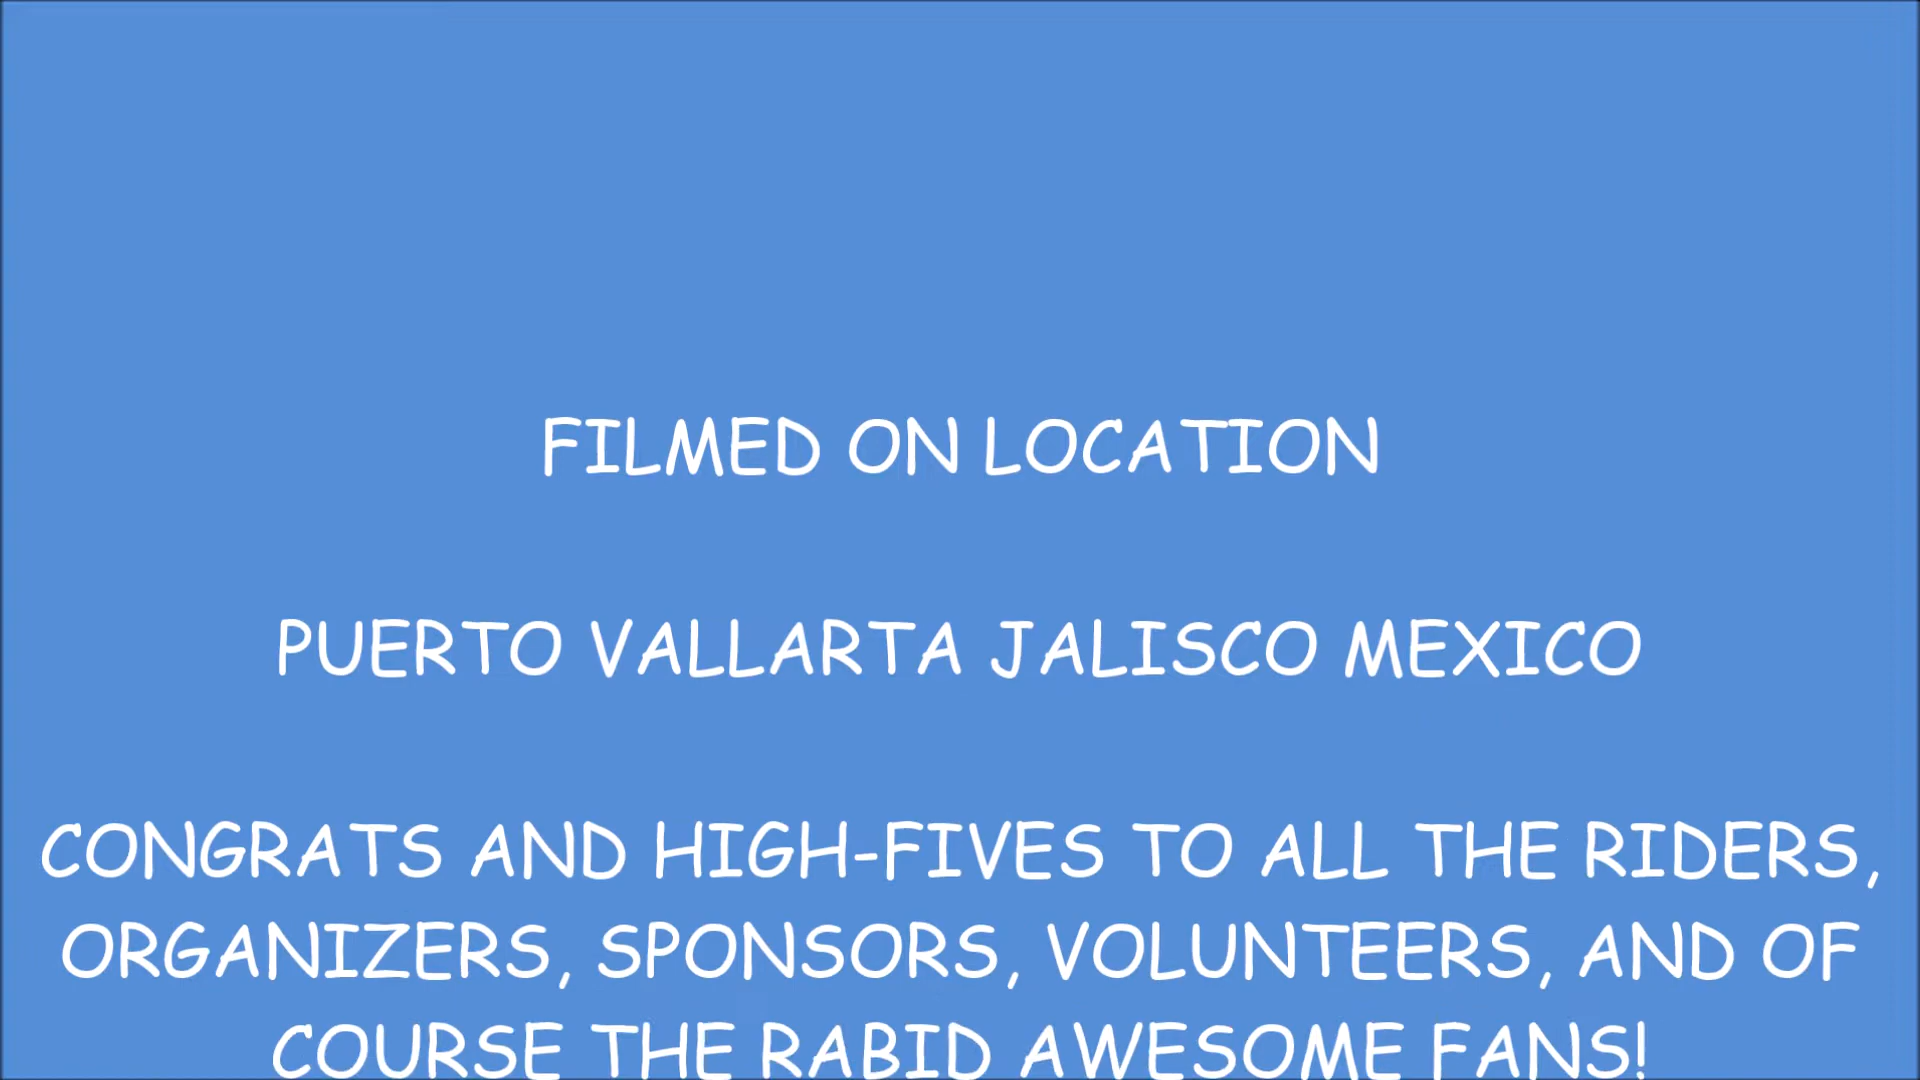 FILMED ON LOCATION
PUERTO VALLARTA JALISCO MEXICO
CONGRATS AND HIGH-FIVES TO ALL THE RIDERS,
ORGANIZERS, SPONSORS, VOLUNTEERS, AND OF
COURSE THE RABID AWESOME FANS!